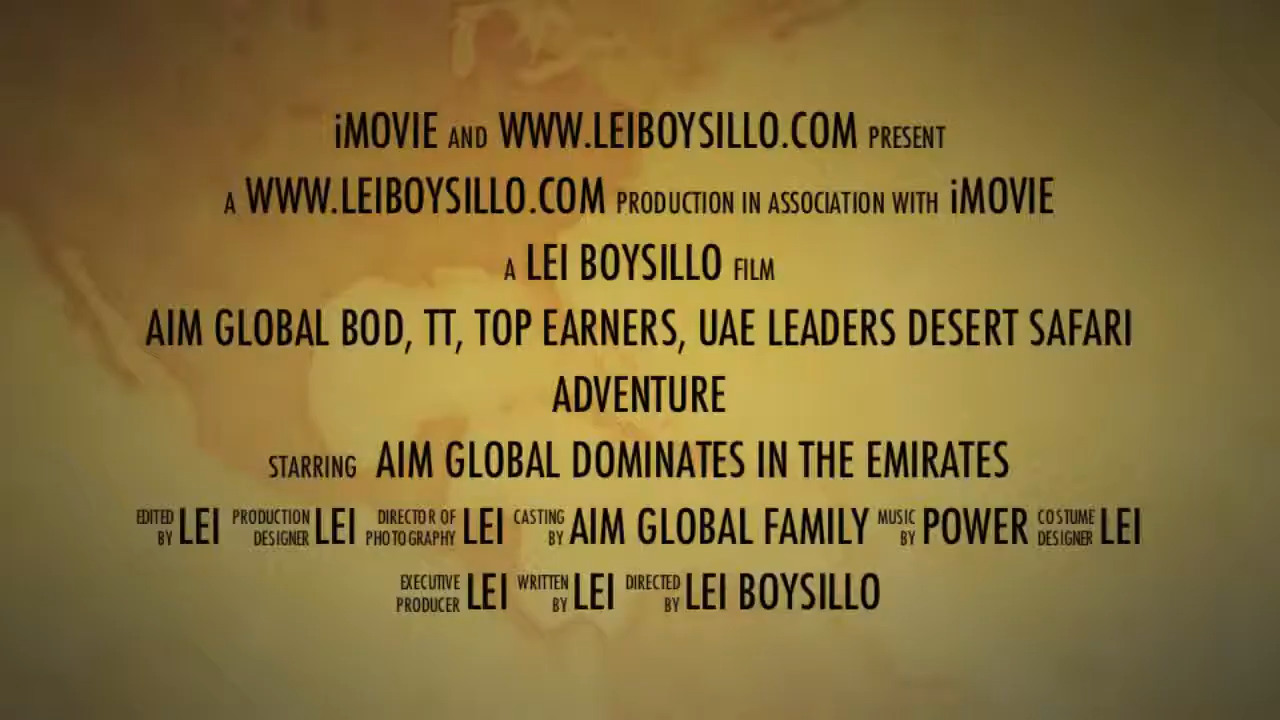 iMOVIE AND WWW.LEIBOYSILLO.COM PRESENT
A WWW.LEIBOYSILLO.COM PRODUCTION IN ASSOCIATION WITH iMOVIE
A LEI BOYSILLO FILM
AIM GLOBAL BOD, TT, TOP EARNERS, UAE LEADERS DESERT SAFARI
ADVENTURE
STARRING AIM GLOBAL DOMINATES IN THE EMIRATES
EDITED BY LEI PRODUCTION DESIGNER LEI DIRECTOR OF PHOTOGRAPHY LEI CASTING BY AIM GLOBAL FAMILY MUSIC BY POWER COSTUME DESIGNER LEI
EXECUTIVE PRODUCER LEI WRITTEN BY LEI DIRECTED BY LEI BOYSILLO